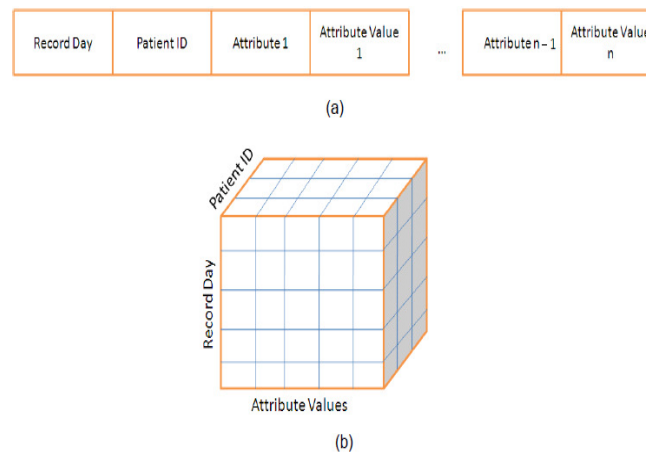 Record Day
Patient ID
Attribute 1
Attribute Value
1
...
Attribute n – 1
Attribute Value
n
(a)
Patient ID
Record Day
Attribute Values
(b)